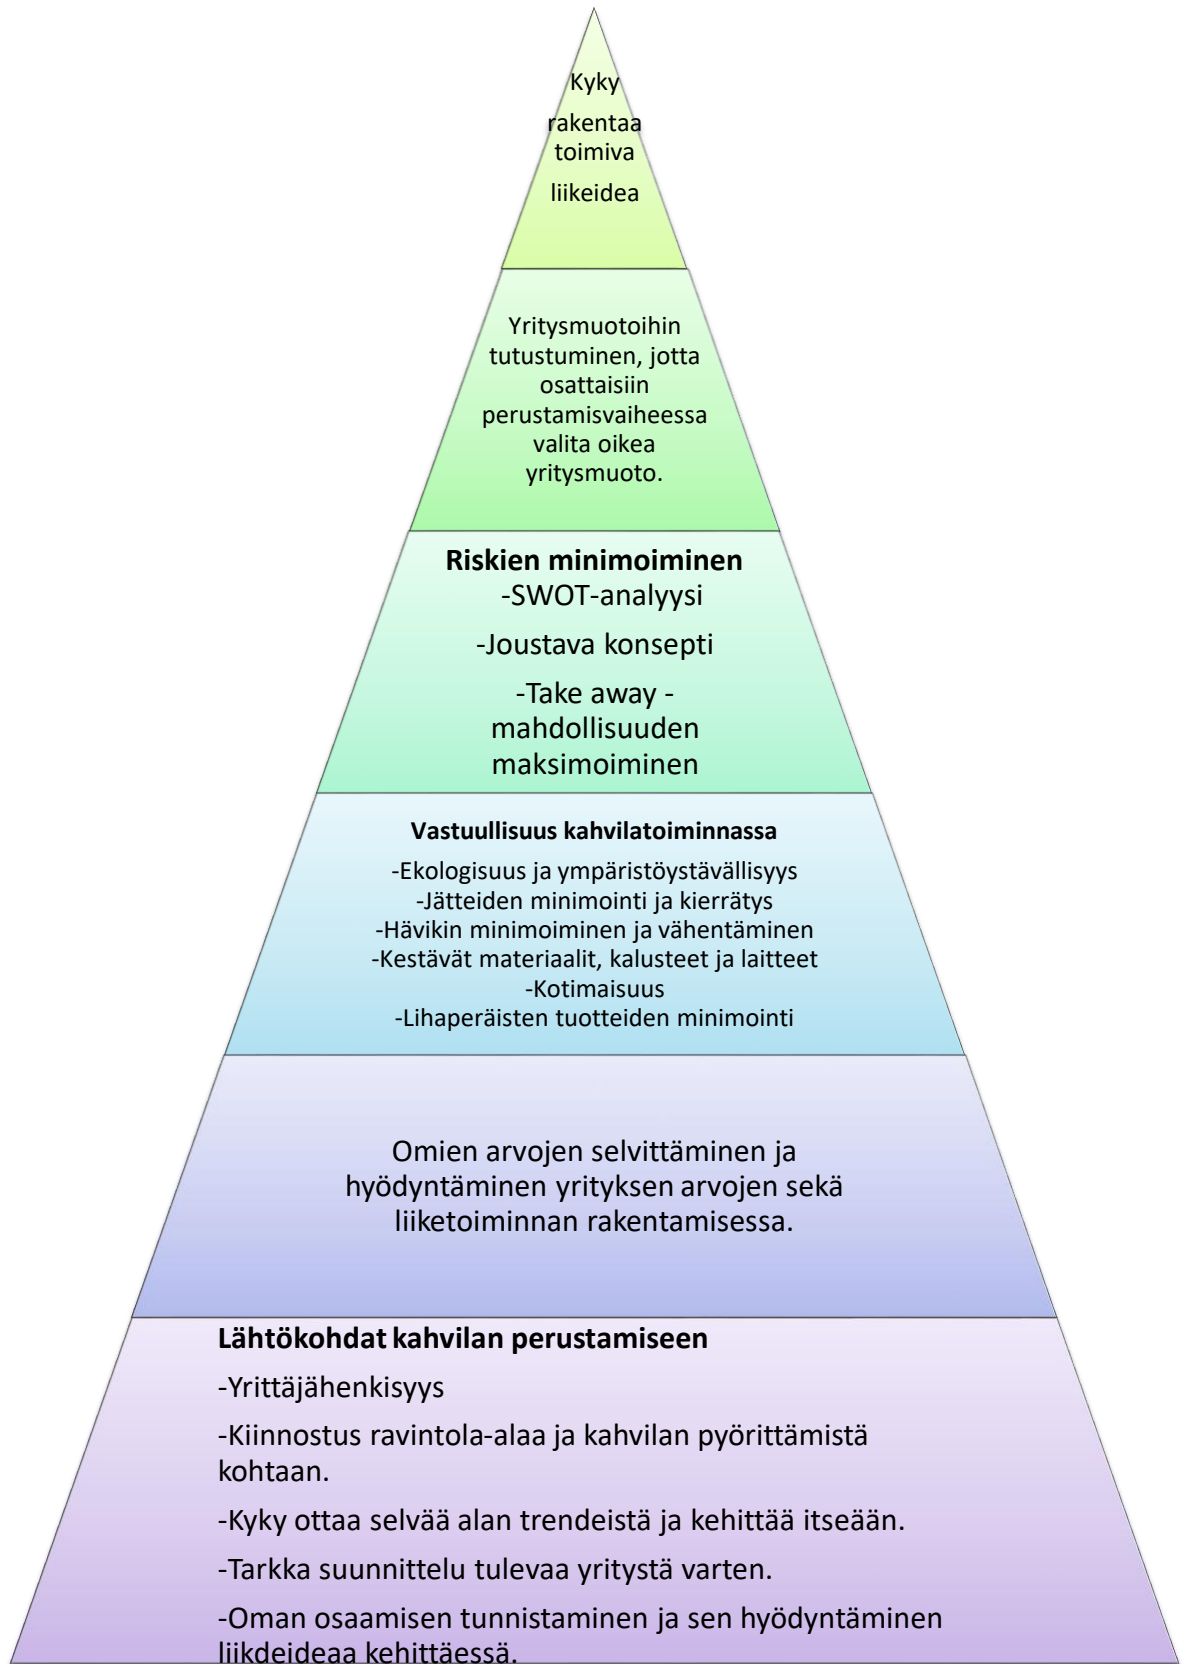 Kyky
rakentaa
toimiva
liikeidea
Yritysmuotoihin
tutustuminen, jotta
osattaisiin
perustamisvaiheessa
valita oikea
yritysmuoto.
Riskien minimoiminen
-SWOT-analyysi
-Joustava konsepti
-Take away -
mahdollisuuden
maksimoiminen
Vastuullisuus kahvilatoiminnassa
-Ekologisuus ja ympäristöystävällisyys
-Jätteiden minimointi ja kierrätys
-Hävikin minimoiminen ja vähentäminen
-Kestävät materiaalit, kalusteet ja laitteet
-Kotimaisuus
-Lihaperäisten tuotteiden minimointi
Omien arvojen selvittäminen ja
hyödyntäminen yrityksen arvojen sekä
liiketoiminnan rakentamisessa.
Lähtökohdat kahvilan perustamiseen
-Yrittäjähenkisyys
-Kiinnostus ravintola-alaa ja kahvilan pyörittämistä
kohtaan.
-Kyky ottaa selvää alan trendeistä ja kehittää itseään.
-Tarkka suunnittelu tulevaa yritystä varten.
-Oman osaamisen tunnistaminen ja sen hyödyntäminen
liikdeideaa kehittäessä.